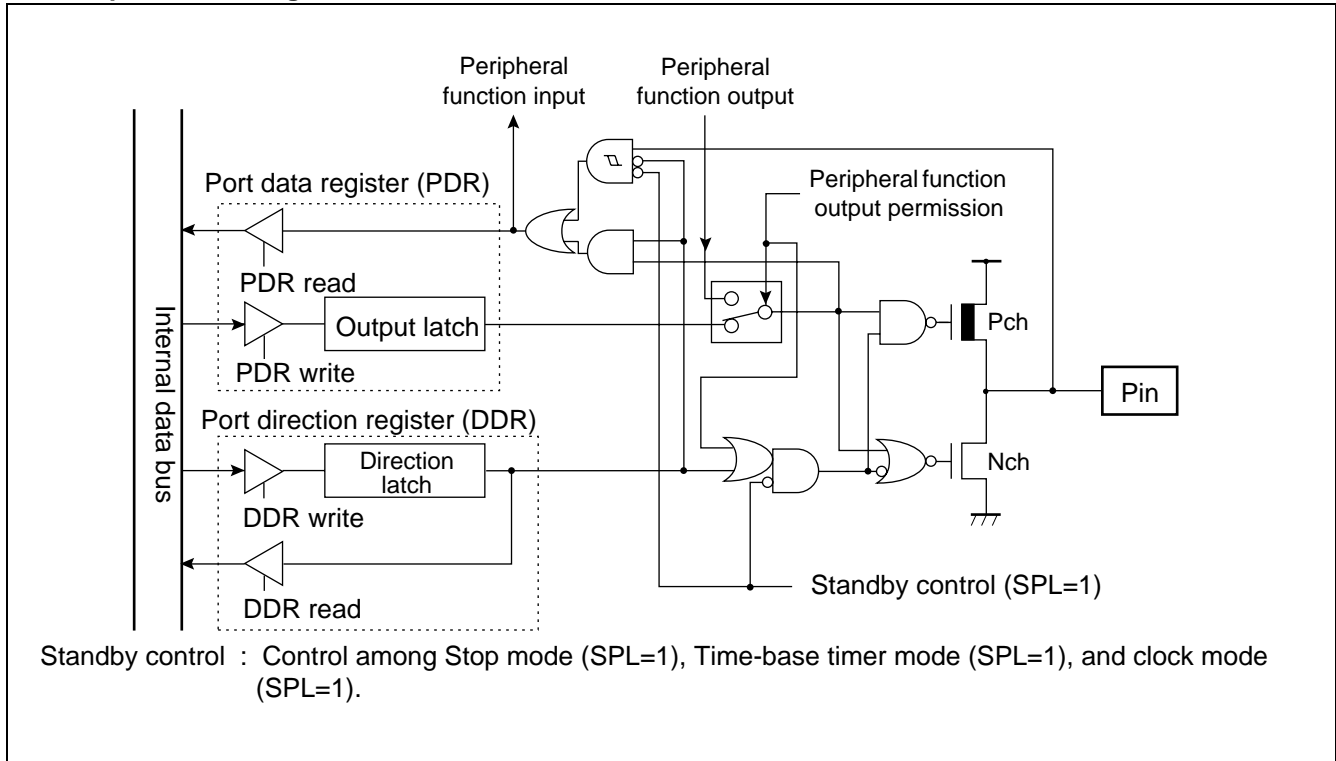 Peripheral
function input
Peripheral
function output
Port data register (PDR)
Peripheral function
output permission
PDR read
Output latch
PDR write
Pch
Pin
Internal data bus
Port direction register (DDR)
Direction
latch
Nch
DDR write
Standby control (SPL=1)
DDR read
Standby control : Control among Stop mode (SPL=1), Time-base timer mode (SPL=1), and clock mode
(SPL=1).